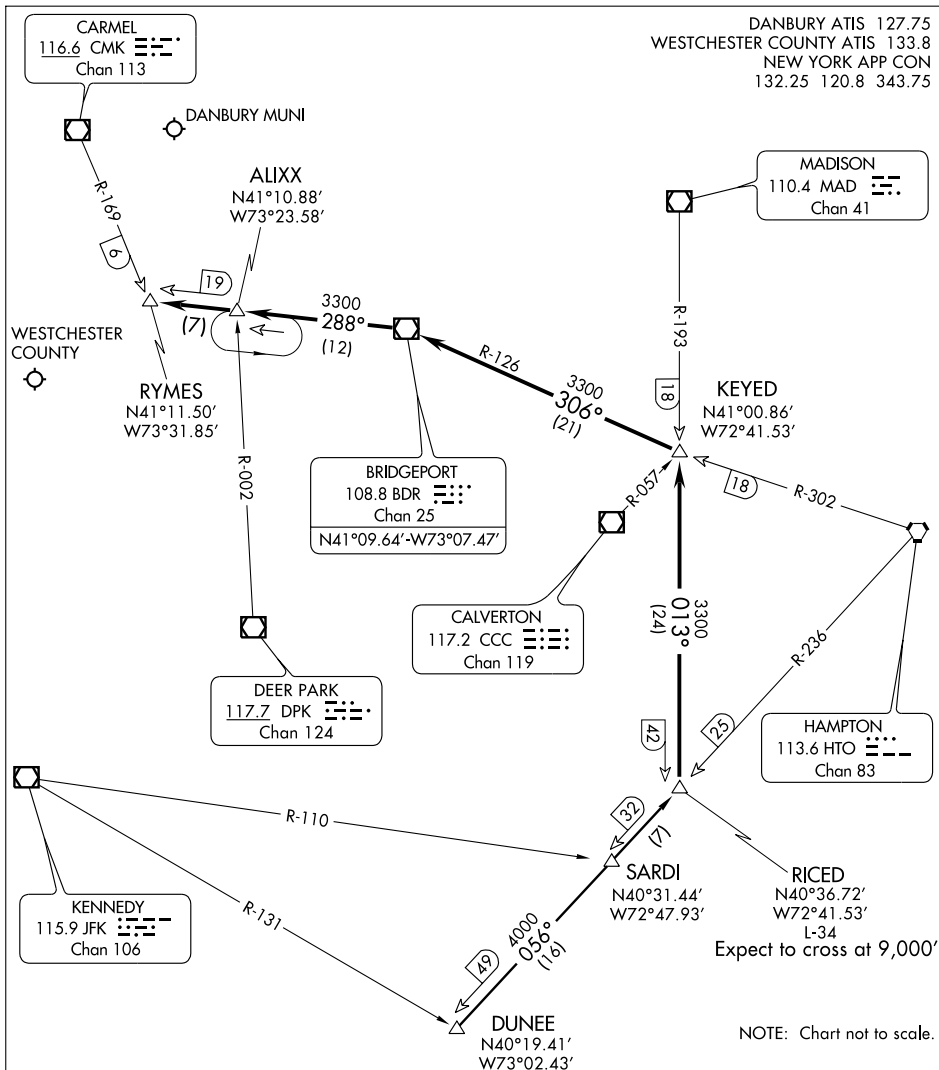 CARMEL
116.6 CMK
Chan 113
DANBURY ATIS 127.75
WESTCHESTER COUNTY ATIS 133.8
NEW YORK APP CON
132.25 120.8 343.75
DANBURY MUNI
ALIXX
N41°10.88'
W73°23.58'
MADISON
110.4 MAD
Chan 41
R-169
6
19
(7)
3300
288°
(12)
R-126
3300
306°
(21)
R-193
18
KEYED
N41°00.86'
W72°41.53'
WESTCHESTER
COUNTY
RYMES
N41°11.50'
W73°31.85'
R-002
BRIDGEPORT
108.8 BDR
Chan 25
N41°09.64'-W73°07.47'
R-057
18
R-302
CALVERTON
117.2 CCC
Chan 119
3300
013°
(24)
R-236
DEER PARK
117.7 DPK
Chan 124
HAMPTON
113.6 HTO
Chan 83
42
25
R-110
32
(7)
SARDI
N40°31.44'
W72°47.93'
RICED
N40°36.72'
W72°41.53'
L-34
Expect to cross at 9,000'
KENNEDY
115.9 JFK
Chan 106
R-131
4000
056°
(16)
49
DUNEE
N40°19.41'
W73°02.43'
NOTE: Chart not to scale.